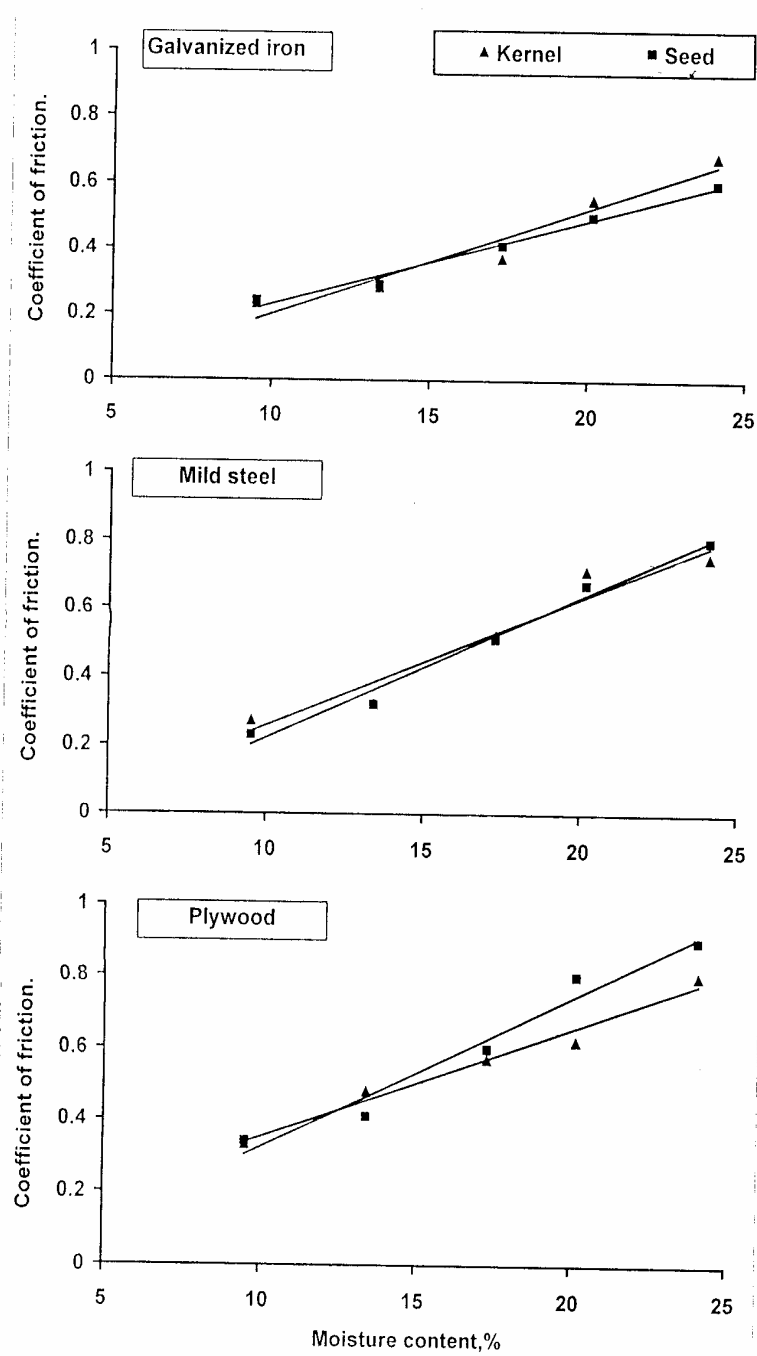 Galvanized iron
▲ Kernel ■ Seed
Coefficient of friction.
1
0.8
0.6
0.4
0.2
0
5 10 15 20 25
Mild steel
Coefficient of friction.
1
0.8
0.6
0.4
0.2
0
5 10 15 20 25
Plywood
Coefficient of friction.
1
0.8
0.6
0.4
0.2
0
5 10 15 20 25
Moisture content,%